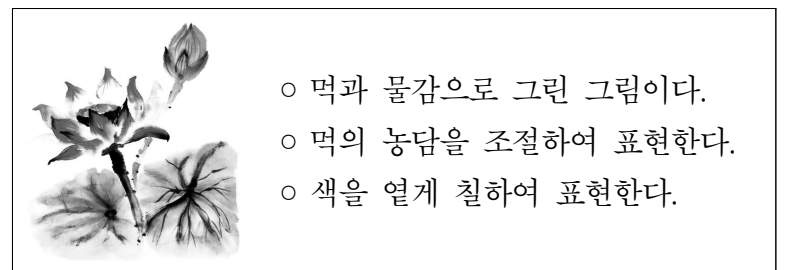 ○ 먹과 물감으로 그린 그림이다.
○ 먹의 농담을 조절하여 표현한다.
○ 색을 옅게 칠하여 표현한다.